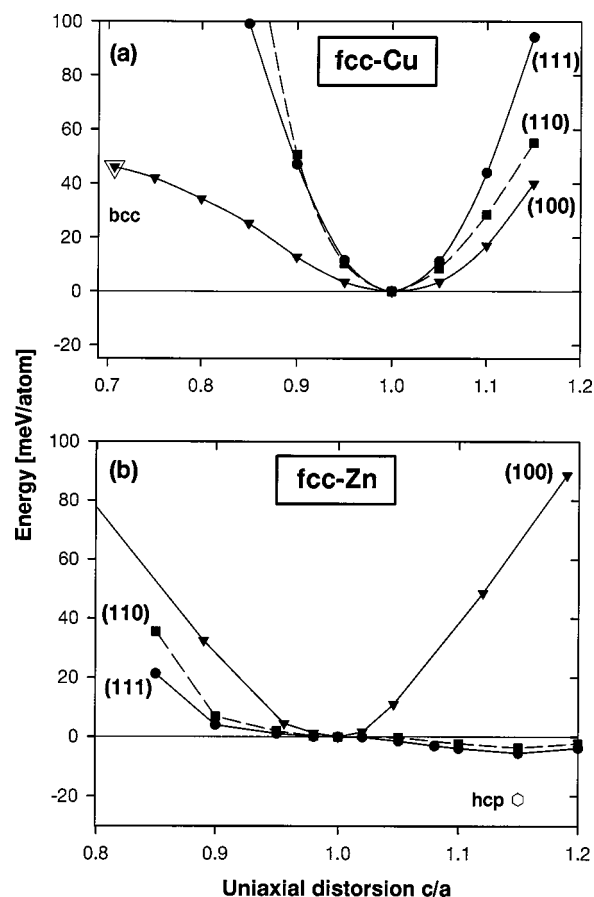 100
(a)
fcc-Cu
(111)
80
60
(110)
40
(100)
bcc
20
0
-20
0.7 0.8 0.9 1.0 1.1 1.2
Energy [meV/atom]
100
(b)
fcc-Zn
(100)
80
60
40
(110)
20
(111)
0
-20
hcp
0.8 0.9 1.0 1.1 1.2
Uniaxial distorsion c/a